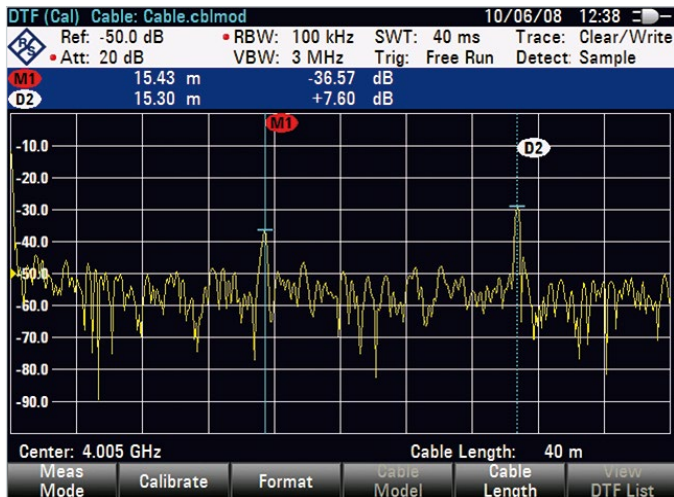 DTF (Cal) Cable: Cable.cblmod 10/06/08 12:38
R S Ref: -50.0 dB RBW: 100 kHz SWT: 40 ms Trace: Clear/Write
Att: 20 dB VBW: 3 MHz Trig: Free Run Detect: Sample
M1 15.43 m -36.57 dB
D2 15.30 m +7.60 dB
M1
D2
-10.0
-20.0
-30.0
-40.0
-50.0
-60.0
-70.0
-80.0
-90.0
Center: 4.005 GHz Cable Length: 40 m
Meas Mode
Calibrate
Format
Cable Model
Cable Length
View DTF List